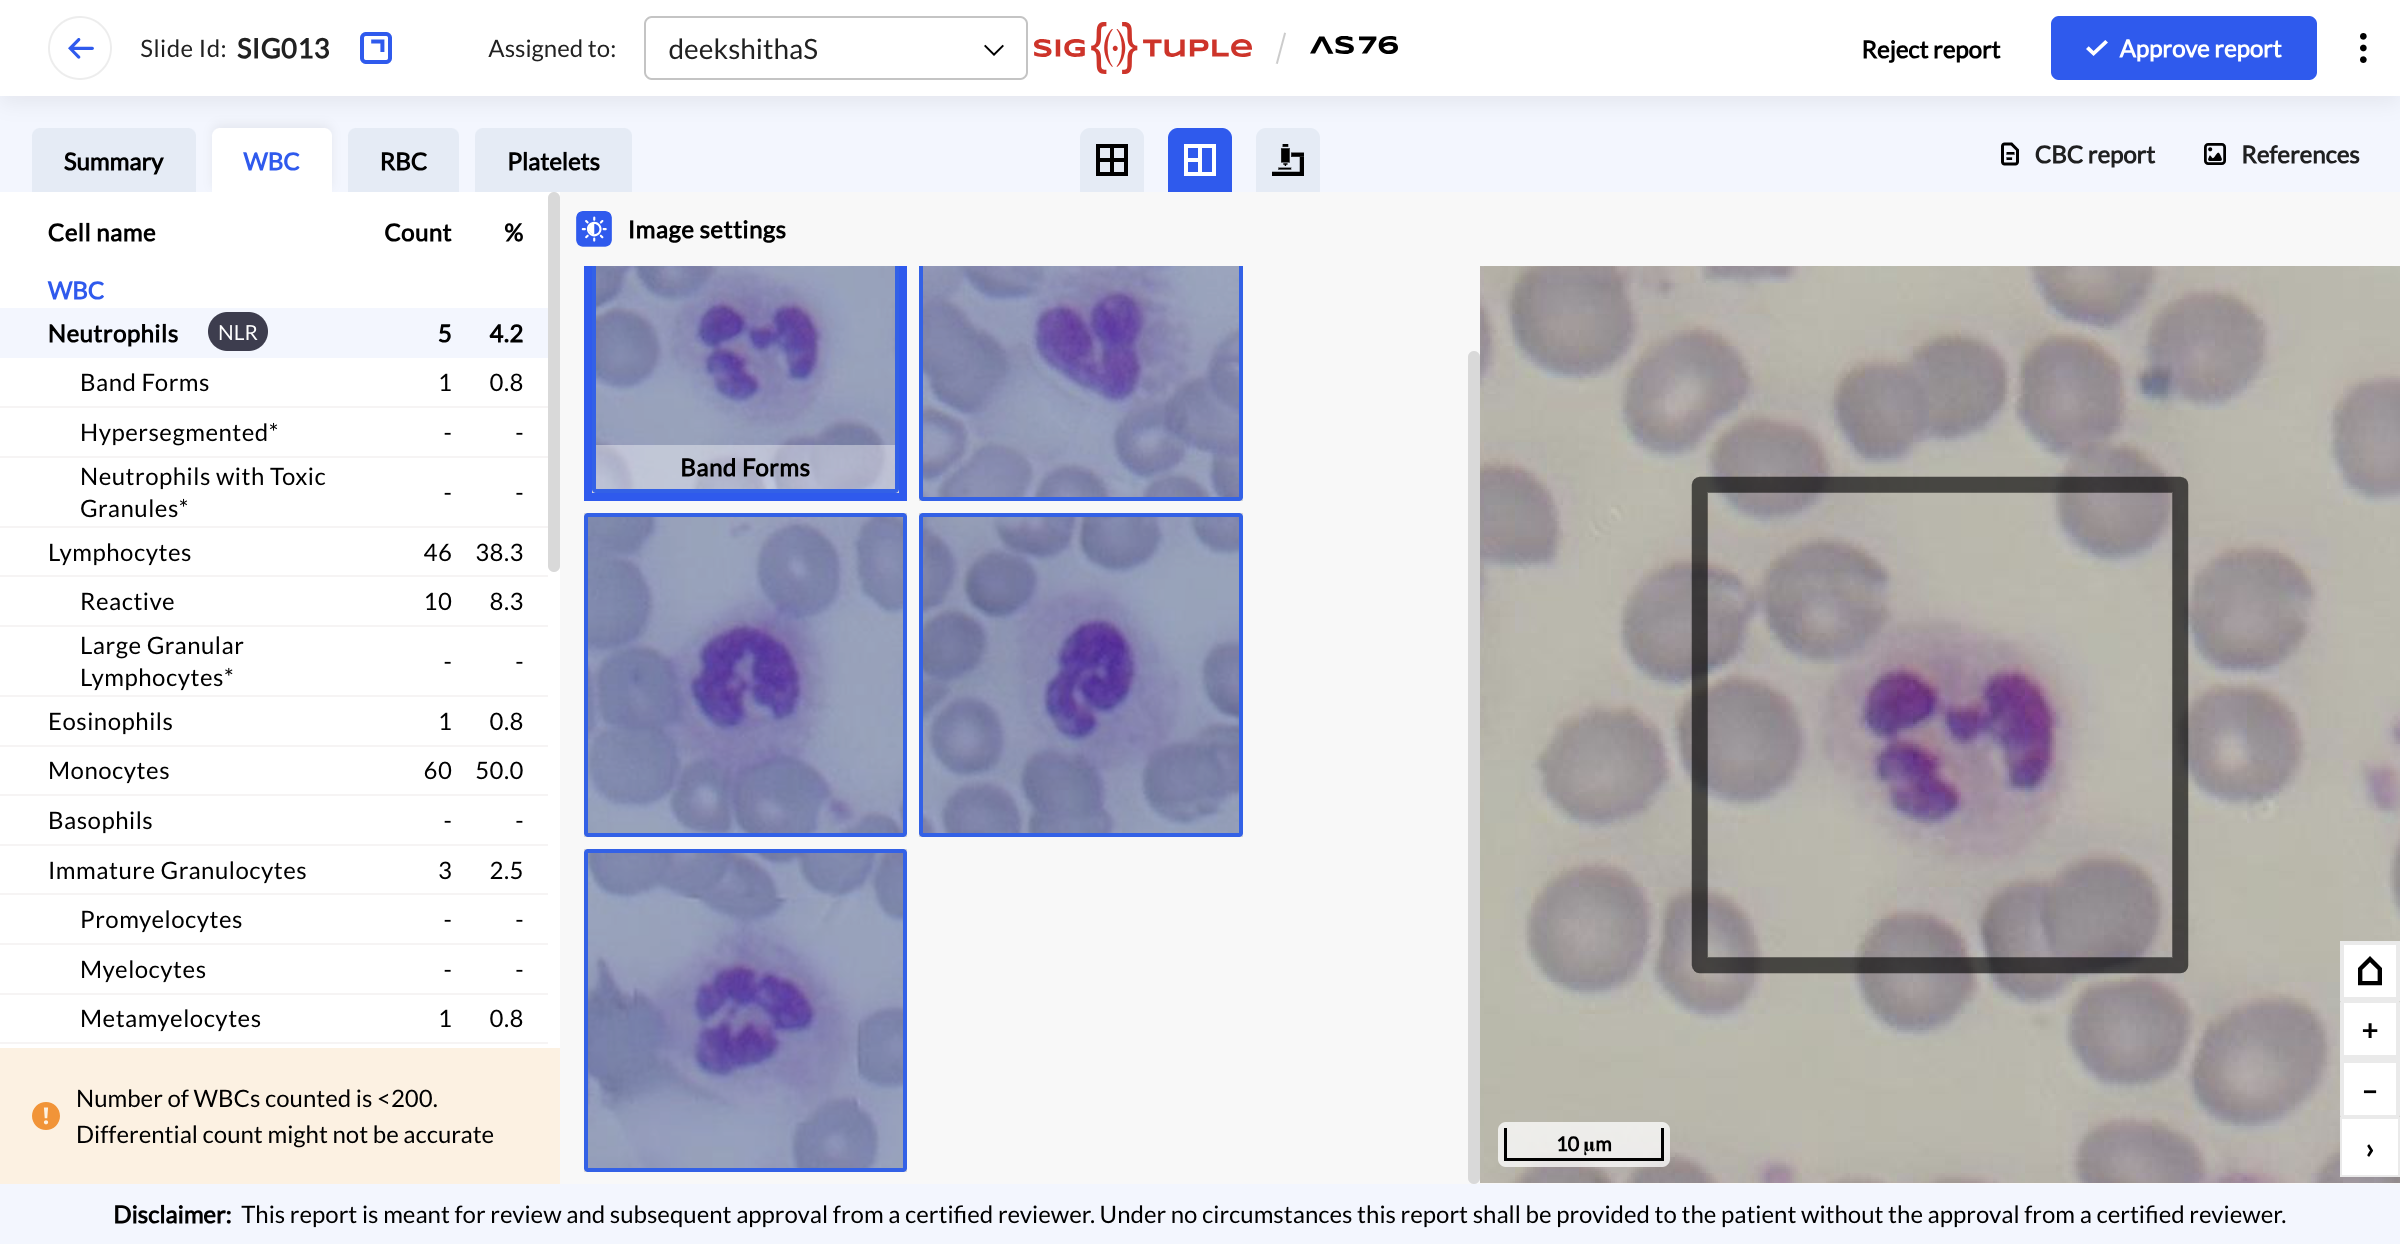 Slide Id: SIG013
Assigned to: deekshithaS
SIG TUPLE / AS76
Reject report
Approve report
Summary
WBC
RBC
Platelets
CBC report
References
Cell name Count %
WBC
Neutrophils NLR 5 4.2
Band Forms 1 0.8
Hypersegmented* - -
Neutrophils with Toxic
Granules* - -
Lymphocytes 46 38.3
Reactive 10 8.3
Large Granular
Lymphocytes* - -
Eosinophils 1 0.8
Monocytes 60 50.0
Basophils - -
Immature Granulocytes 3 2.5
Promyelocytes - -
Myelocytes - -
Metamyelocytes 1 0.8
Number of WBCs counted is <200.
Differential count might not be accurate
Image settings
Band Forms
10 µm
Disclaimer: This report is meant for review and subsequent approval from a certified reviewer. Under no circumstances this report shall be provided to the patient without the approval from a certified reviewer.